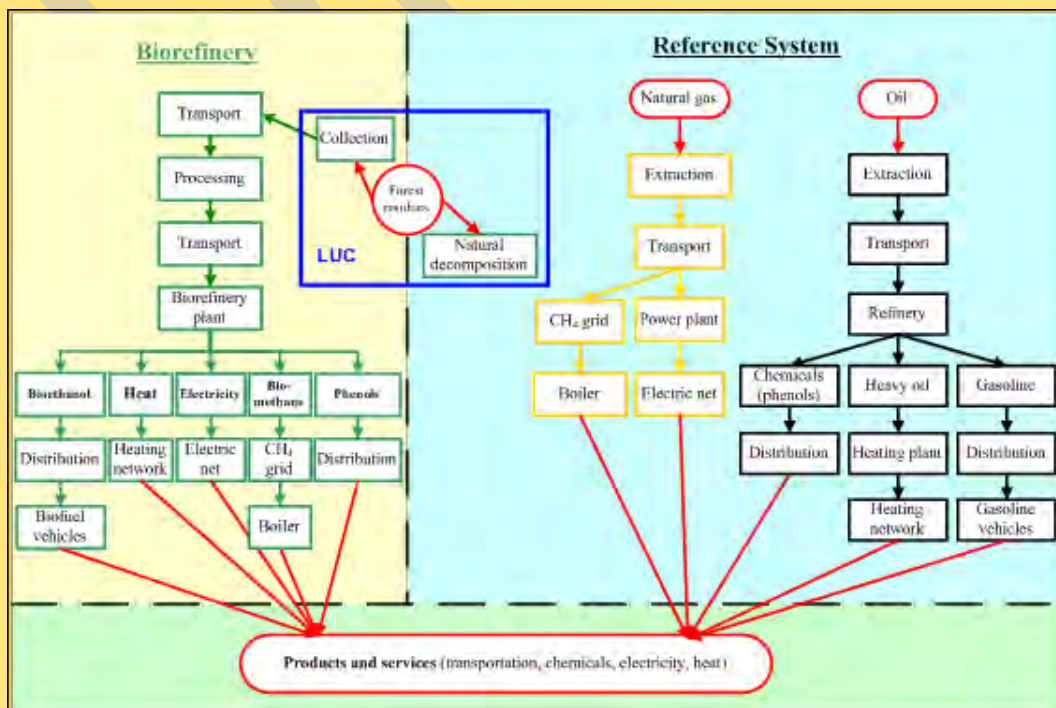 Biorefinery
Transport
Processing
Transport
Biorefinery
plant
Bioethanol
Heat
Electricity
Bio-
methane
Phenols
Distribution
Heating
network
Electric
net
CH₄
grid
Distribution
Biofuel
vehicles
Boiler
Collection
Forest
residues
LUC
Natural
decomposition
Reference System
Natural gas
Extraction
Transport
CH₄ grid
Power plant
Boiler
Electric net
Oil
Extraction
Transport
Refinery
Chemicals
(phenols)
Heavy oil
Gasoline
Distribution
Heating plant
Distribution
Heating
network
Gasoline
vehicles
Products and services (transportation, chemicals, electricity, heat)